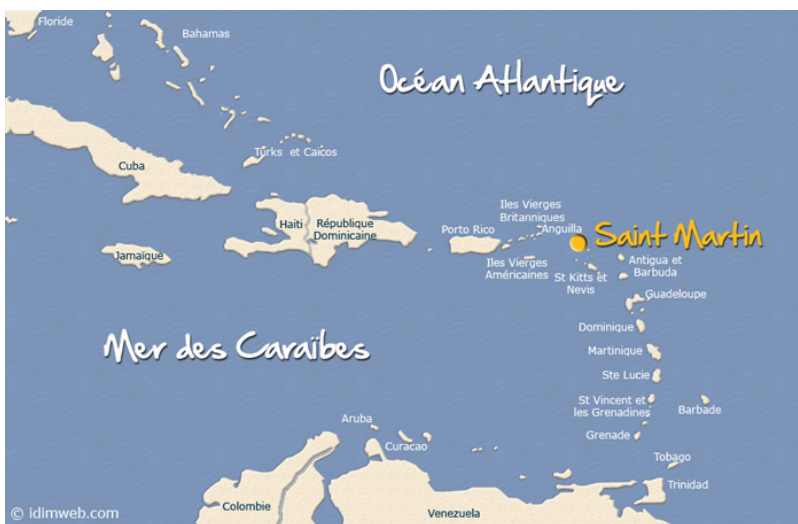 Floride
Bahamas
Océan Atlantique
Turks et Caicos
Cuba
Iles Vierges
Britanniques
Anguilla
Saint Martin
Haiti
République
Dominicaine
Porto Rico
Jamaïque
Iles Vierges
Américaines
St Kitts et
Nevis
Antigua et
Barbuda
Guadeloupe
Dominique
Mer des Caraïbes
Martinique
Ste Lucie
St Vincent et
les Grenadines
Barbade
Aruba
Curacao
Grenade
Tobago
Trinidad
Colombie
Venezuela
© idimweb.com